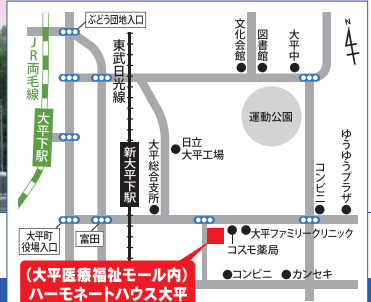 ぶどう団地入口
JR両毛線
大平下駅
東武日光線
新大平下駅
文化会館
図書館
大平中
N
運動公園
日立
大平工場
大平総合支所
コンビニ
ゆうゆうプラザ
大平町
役場入口
富田
大平ファミリークリニック
コスモ薬局
コンビニ
カンセキ
(大平医療福祉モール内)
ハーモネートハウス大平